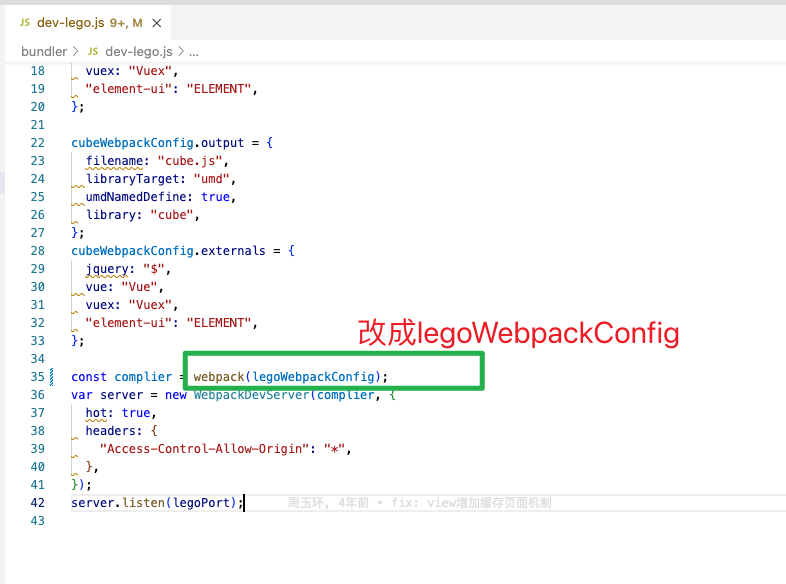 JS dev-lego.js 9+, M ×
bundler > JS dev-lego.js > ...
18 vuex: "Vuex",
19 "element-ui": "ELEMENT",
20 };
21
22 cubeWebpackConfig.output = {
23 filename: "cube.js",
24 libraryTarget: "umd",
25 umdNamedDefine: true,
26 library: "cube",
27 };
28 cubeWebpackConfig.externals = {
29 jquery: "$",
30 vue: "Vue",
31 vuex: "Vuex",
32 "element-ui": "ELEMENT",
改成legoWebpackConfig
33 };
34
35 const complier = webpack(legoWebpackConfig);
36 var server = new WebpackDevServer(complier, {
37 hot: true,
38 headers: {
39 "Access-Control-Allow-Origin": "*",
40 },
41 });
42 server.listen(legoPort); 周玉环, 4年前 • fix: view增加缓存页面机制
43